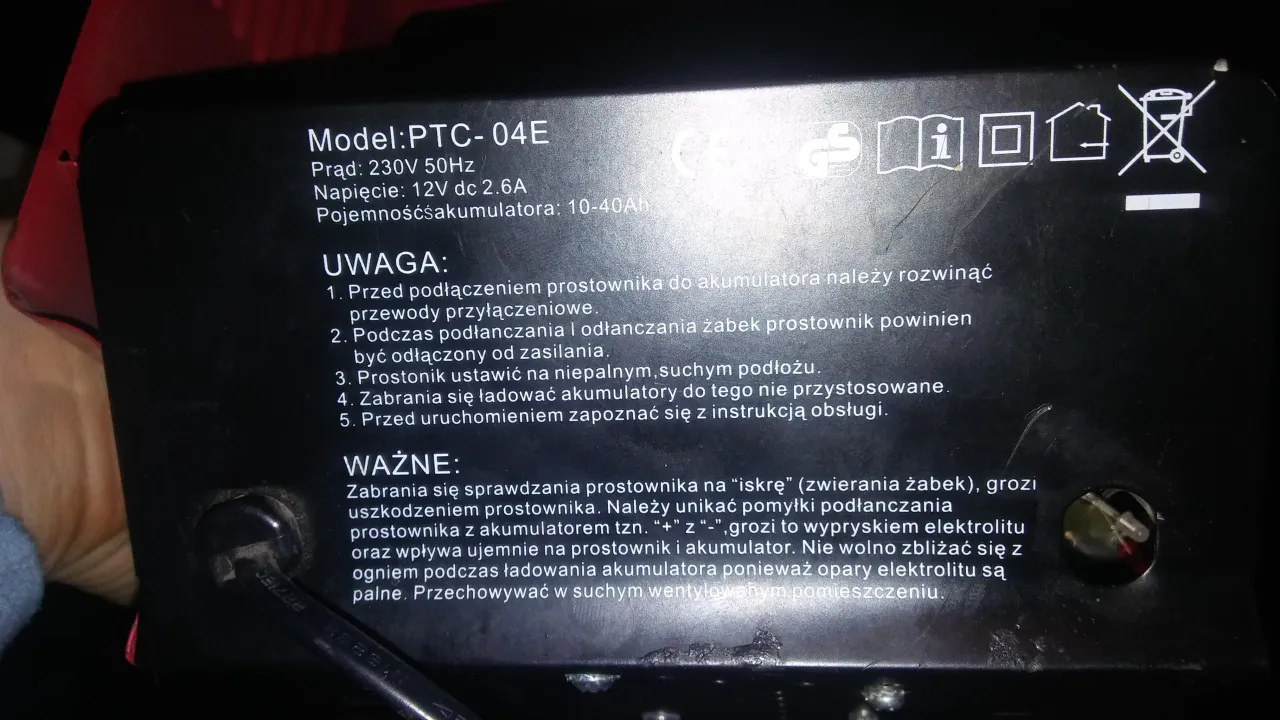 Model:PTC- 04E
Prąd: 230V 50Hz
Napięcie: 12V dc 2.6A
Pojemnośćśakumulatora: 10-40Ah
CE
GS
i
UWAGA:
1. Przed podłączeniem prostownika do akumulatora należy rozwinąć
przewody przyłączeniowe.
2. Podczas podłanczania I odłanczania żabek prostownik powinien
być odłączony od zasilania.
3. Prostonik ustawić na niepalnym,suchym podłożu.
4. Zabrania się ładować akumulatory do tego nie przystosowane.
5. Przed uruchomieniem zapoznać się z instrukcją obsługi.
WAŻNE:
Zabrania się sprawdzania prostownika na “iskrę” (zwierania żabek), grozi
uszkodzeniem prostownika. Należy unikać pomyłki podłanczania
prostownika z akumulatorem tzn. “+” z “-”,grozi to wypryskiem elektrolitu
oraz wpływa ujemnie na prostownik i akumulator. Nie wolno zbliżać się z
ogniem podczas ładowania akumulatora ponieważ opary elektrolitu są
palne. Przechowywać w suchym wentylowanym pomieszczeniu.